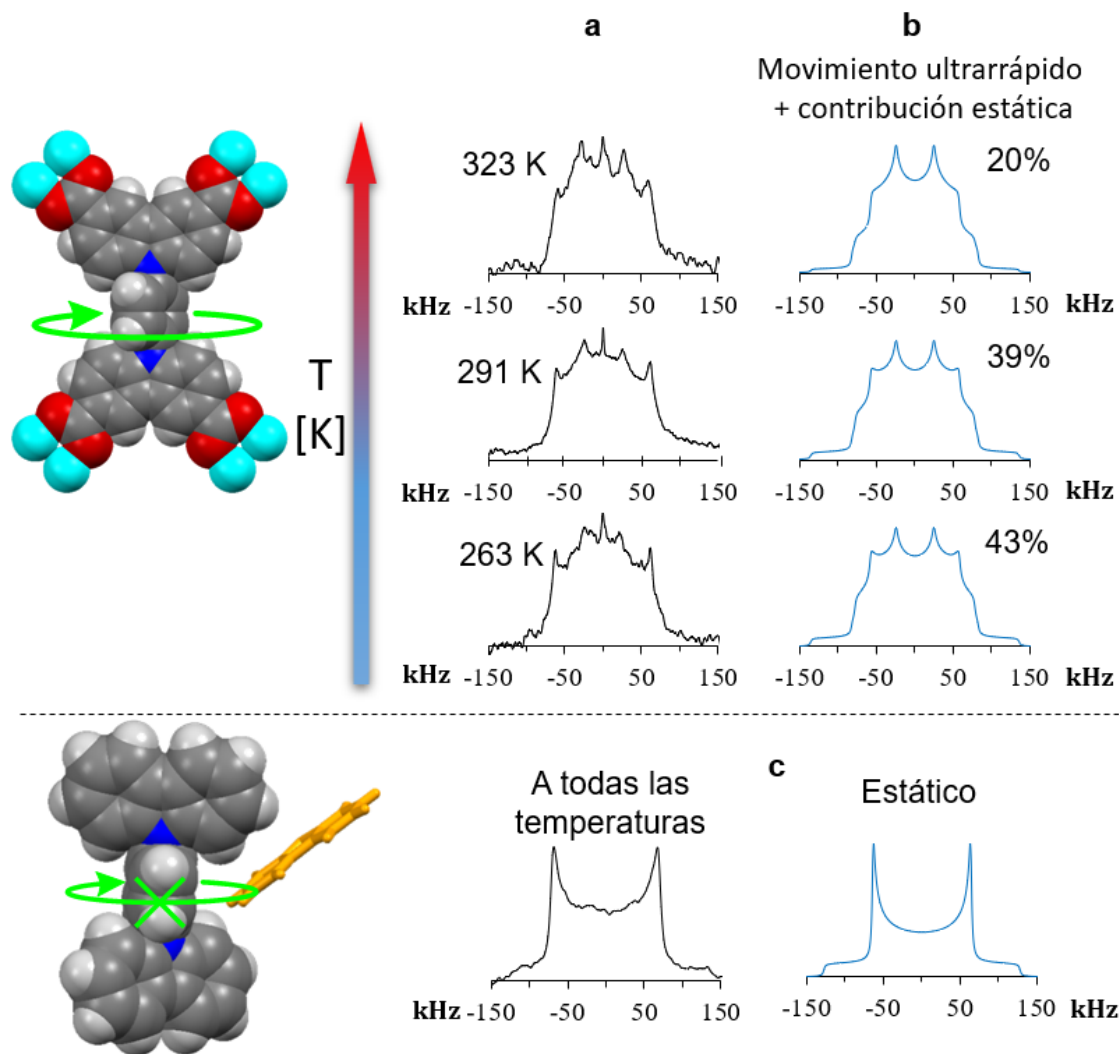 a
b
Movimiento ultrarrápido
+ contribución estática
323 K
20%
kHz -150 -50 50 150
-150 -50 50 150 kHz
T
[K]
291 K
39%
kHz -150 -50 50 150
-150 -50 50 150 kHz
263 K
43%
kHz -150 -50 50 150
-150 -50 50 150 kHz
c
A todas las
temperaturas
Estático
-150 -50 50 150
-150 -50 50 150 kHz